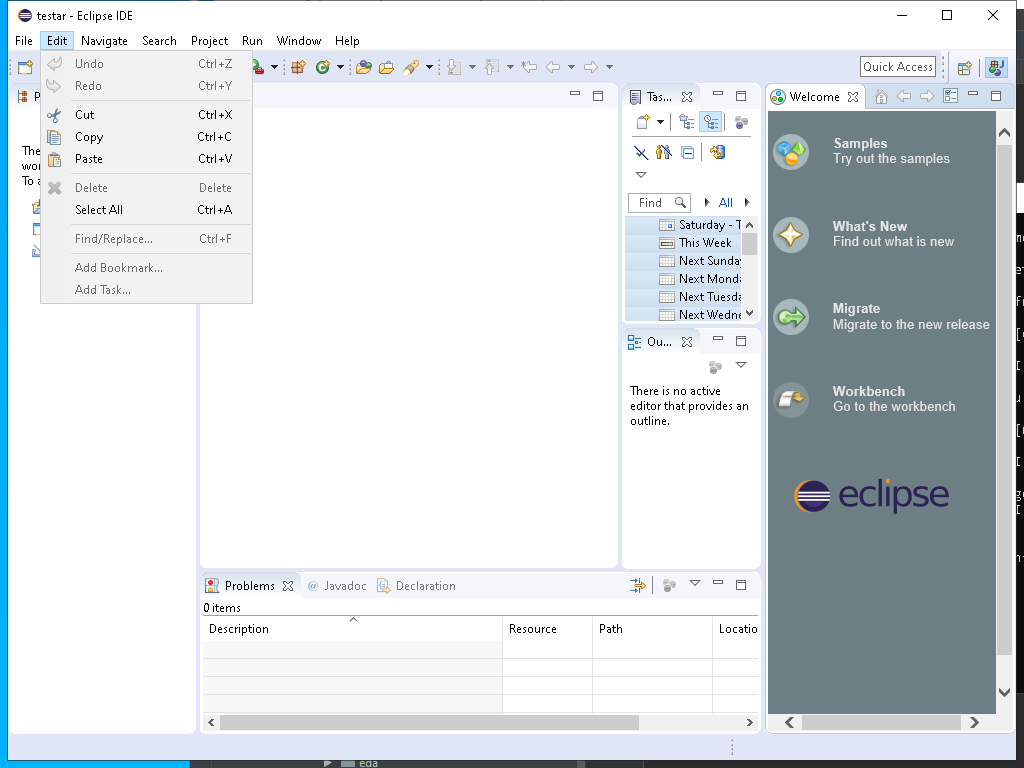 testar - Eclipse IDE
File Edit Navigate Search Project Run Window Help
Quick Access
Undo Ctrl+Z
Redo Ctrl+Y
Cut Ctrl+X
Copy Ctrl+C
Paste Ctrl+V
Delete Delete
Select All Ctrl+A
Find/Replace... Ctrl+F
Add Bookmark...
Add Task...
P
The
wor
To a
Tas...
Find All
Saturday - T
This Week
Next Sunday
Next Monda
Next Tuesda
Next Wedne
Ou...
There is no active
editor that provides an
outline.
Welcome
Samples
Try out the samples
What's New
Find out what is new
Migrate
Migrate to the new release
Workbench
Go to the workbench
eclipse
Problems @ Javadoc Declaration
0 items
Description Resource Path Locatio
eda